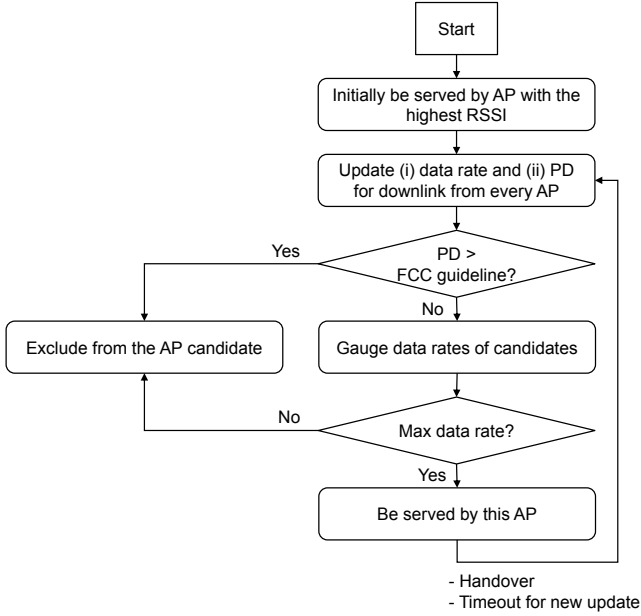 Start
Initially be served by AP with the
highest RSSI
Update (i) data rate and (ii) PD
for downlink from every AP
Yes
PD >
FCC guideline?
No
Exclude from the AP candidate
Gauge data rates of candidates
No
Max data rate?
Yes
Be served by this AP
- Handover
- Timeout for new update